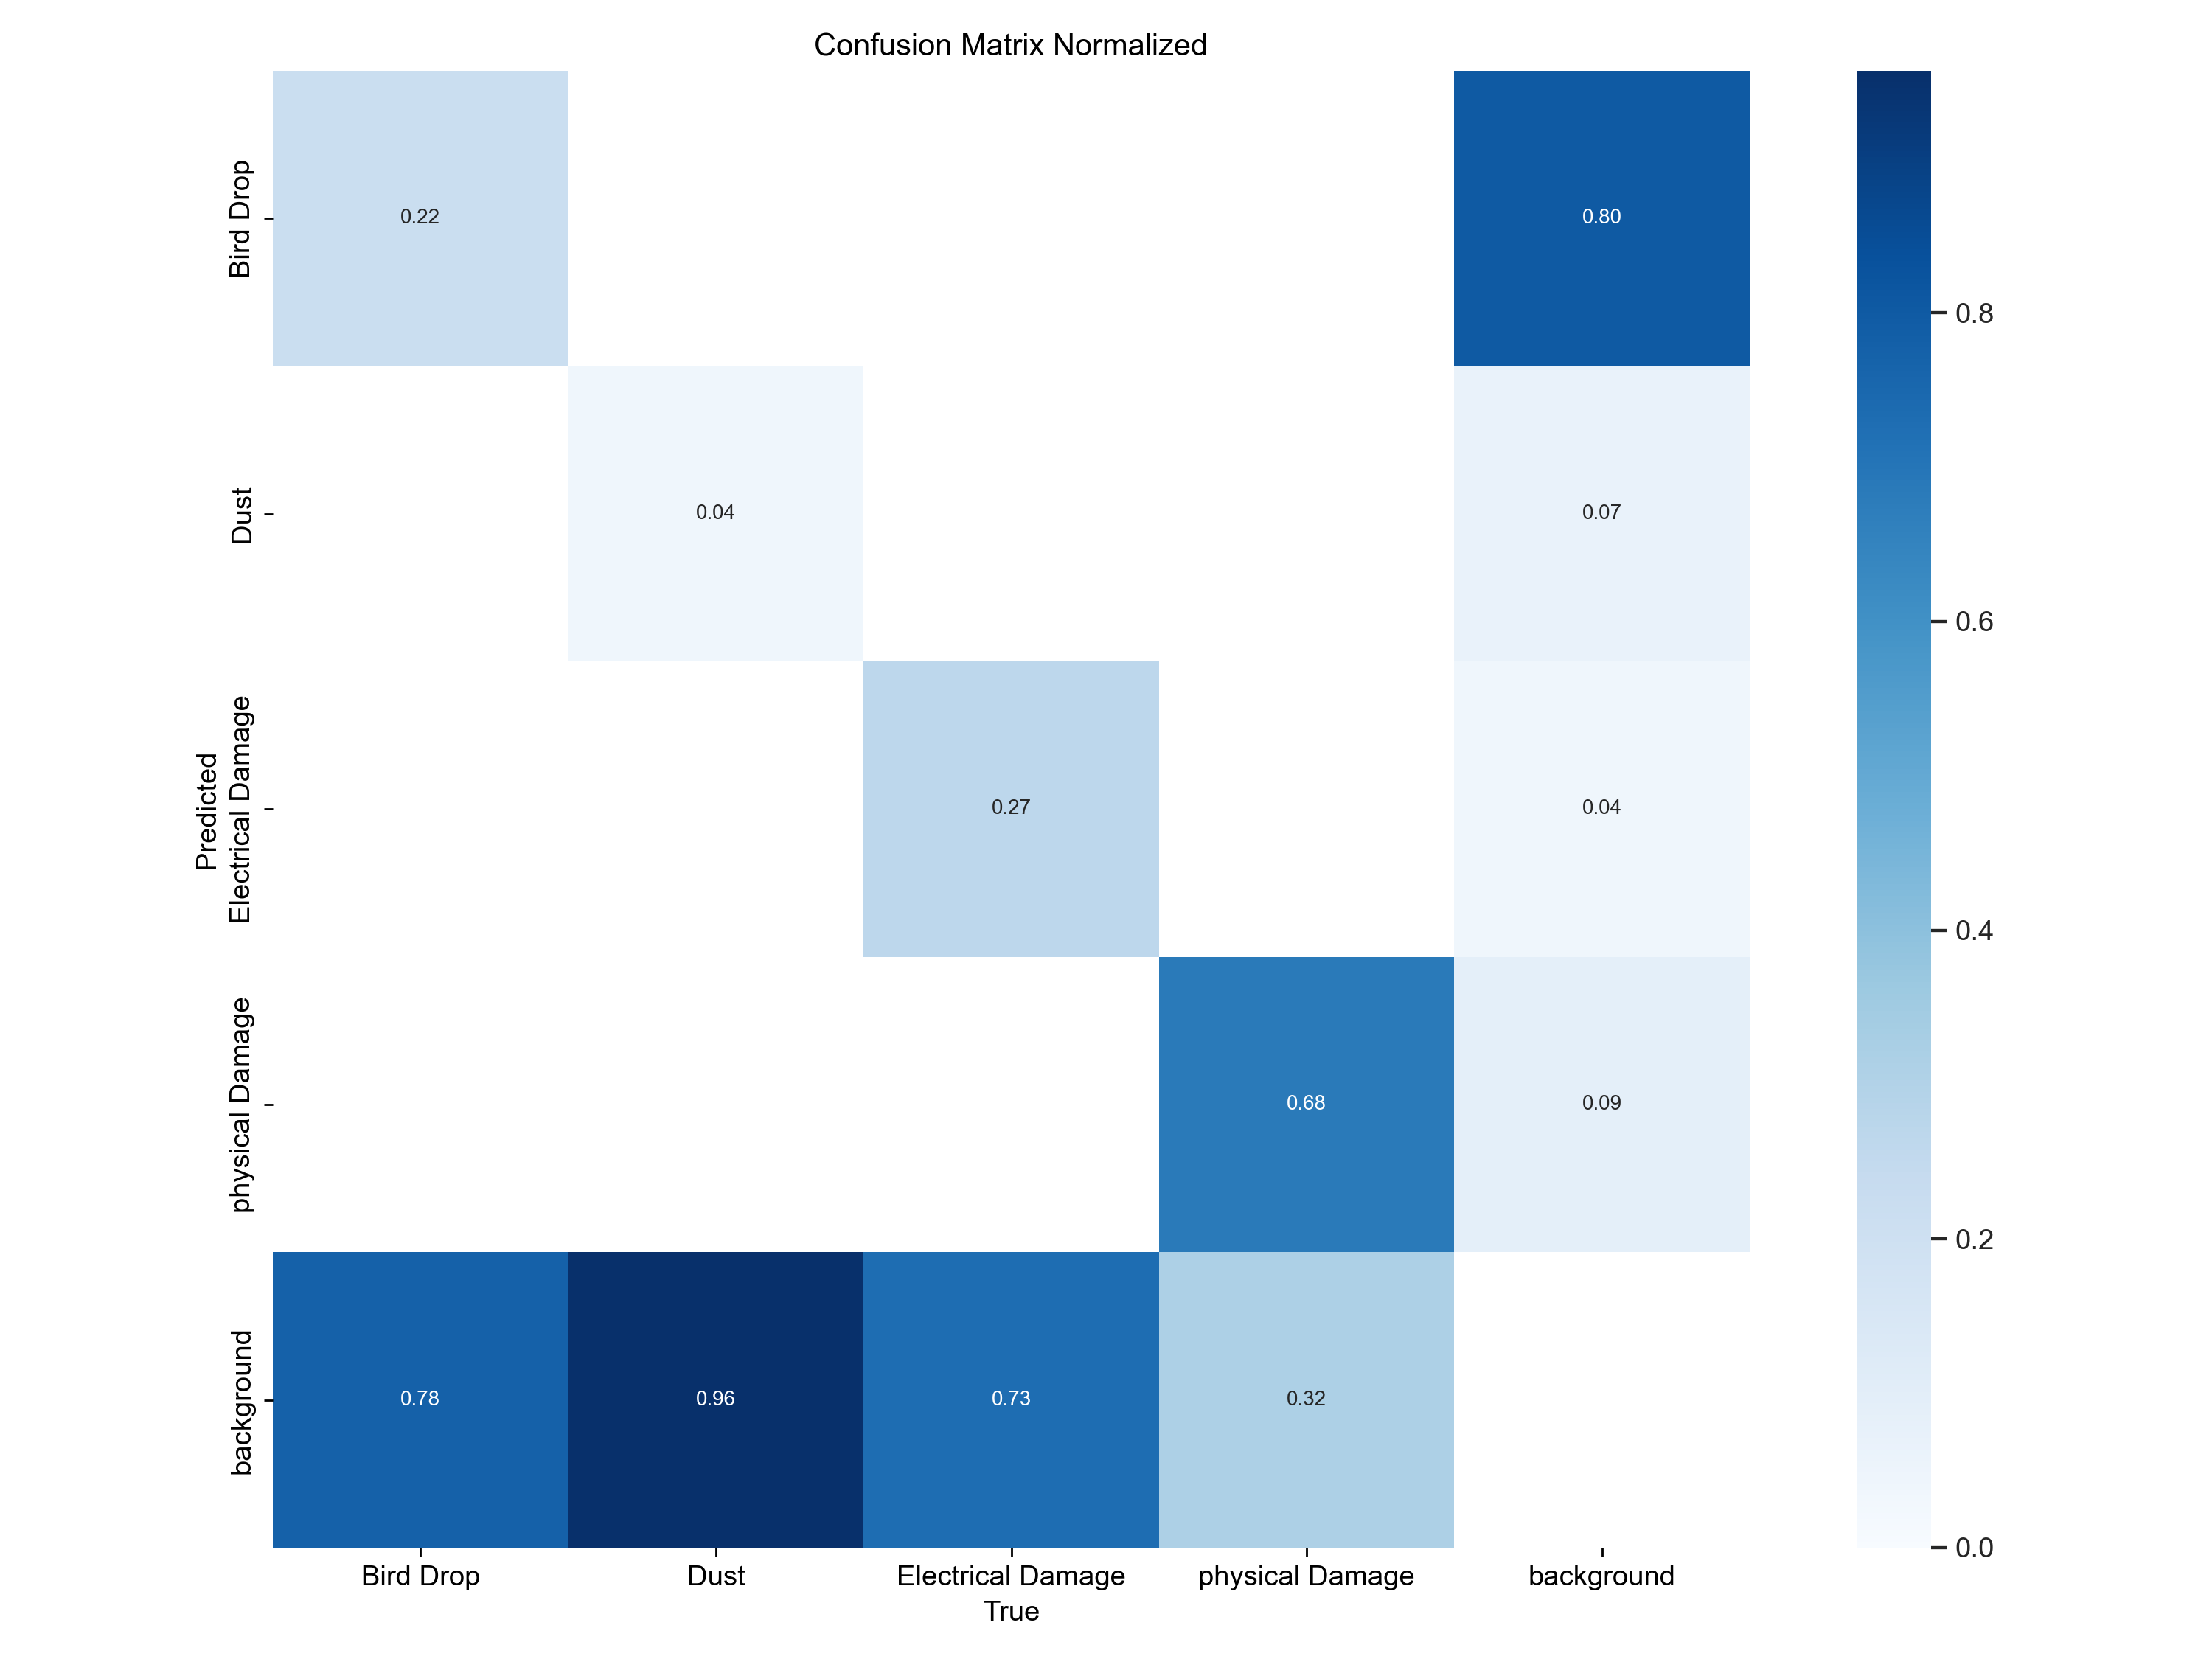 Confusion Matrix Normalized
Predicted
Bird Drop
0.22
0.80
Dust
0.04
0.07
Electrical Damage
0.27
0.04
physical Damage
0.68
0.09
background
0.78
0.96
0.73
0.32
Bird Drop
Dust
Electrical Damage
physical Damage
background
True
0.8
0.6
0.4
0.2
0.0